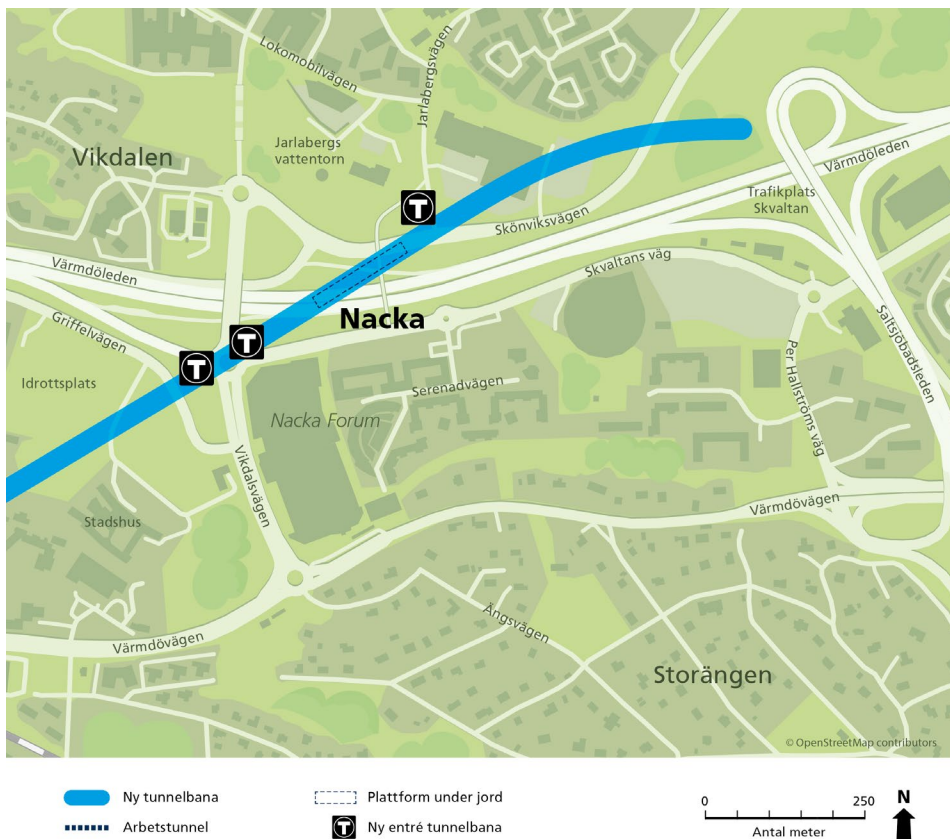 Lokomobilvägen
Jarlabergsvägen
Vikdalen
Jarlabergs
vattentorn
Värmdöleden
Trafikplats
Skvaltan
T
Skönviksvägen
Värmdöleden
Skvaltans väg
Griffelvägen
Nacka
T
T
Saltsjöbadsleden
Idrottsplats
Per Hallströms väg
Serenadvägen
Nacka Forum
Vikdalsvägen
Stadshus
Värmdövägen
Ängsvägen
Värmdövägen
Storängen
© OpenStreetMap contributors
Ny tunnelbana
Plattform under jord
0 250
N
Arbetstunnel
T Ny entré tunnelbana
Antal meter